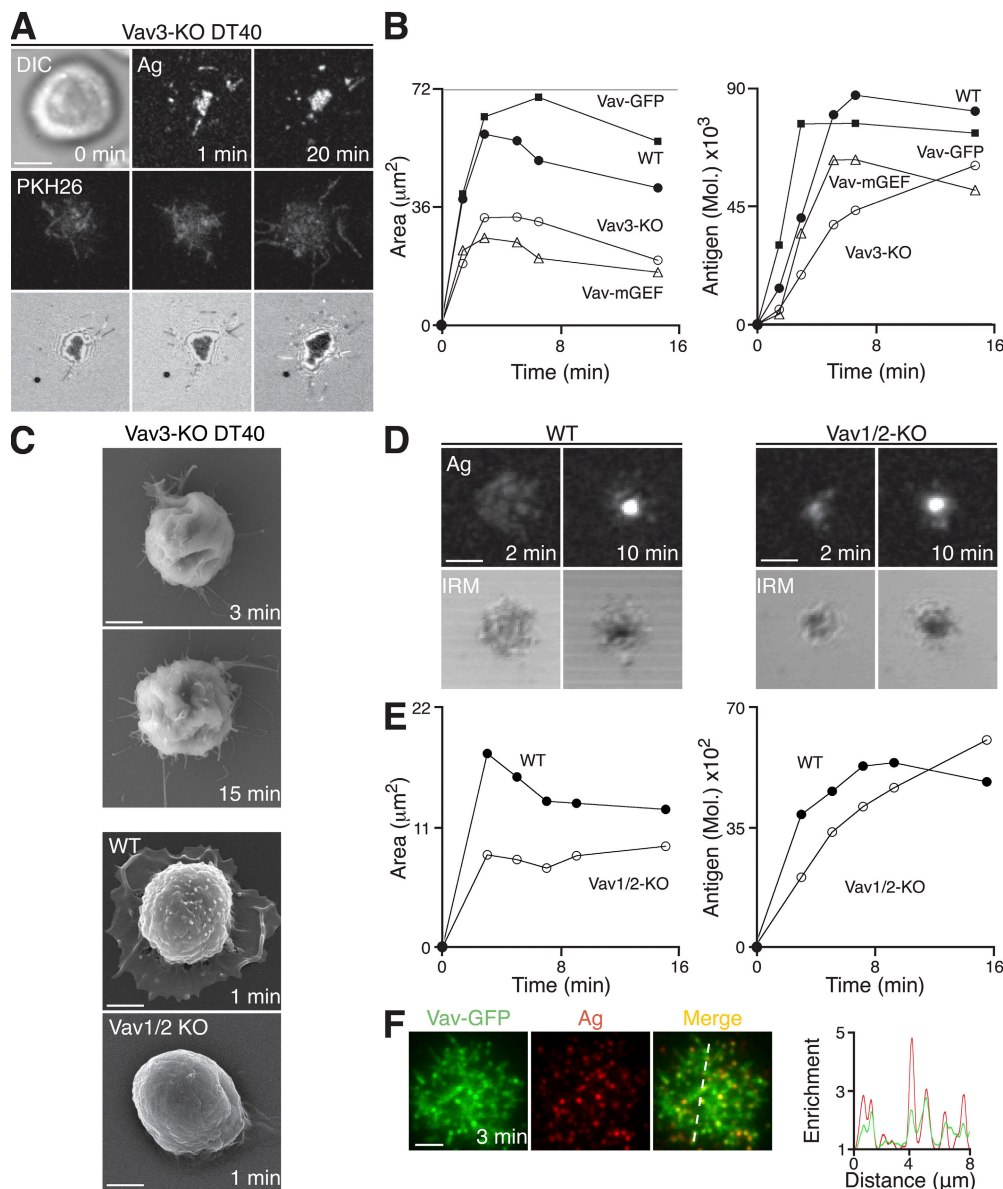 A
Vav3-KO DT40
DIC
Ag
0 min
1 min
20 min
PKH26
B
72
36
0
Area (μm²)
Vav-GFP
WT
Vav3-KO
Vav-mGEF
0
8
16
Time (min)
90
45
0
Antigen (Mol.) x10³
WT
Vav-GFP
Vav-mGEF
Vav3-KO
0
8
16
Time (min)
C
Vav3-KO DT40
3 min
15 min
WT
1 min
Vav1/2 KO
1 min
D
WT
Vav1/2-KO
Ag
2 min
10 min
2 min
10 min
IRM
IRM
E
22
11
0
Area (μm²)
WT
Vav1/2-KO
0
8
16
Time (min)
70
35
0
Antigen (Mol.) x10²
WT
Vav1/2-KO
0
8
16
Time (min)
F
Vav-GFP
Ag
Merge
3 min
5
3
1
Enrichment
0
4
8
Distance (μm)